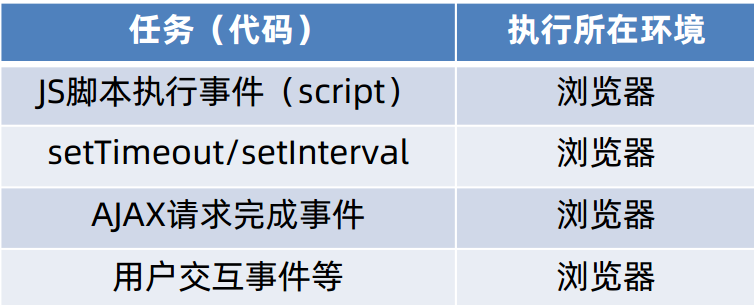 任务（代码） 执行所在环境
JS脚本执行事件（script） 浏览器
setTimeout/setInterval 浏览器
AJAX请求完成事件 浏览器
用户交互事件等 浏览器